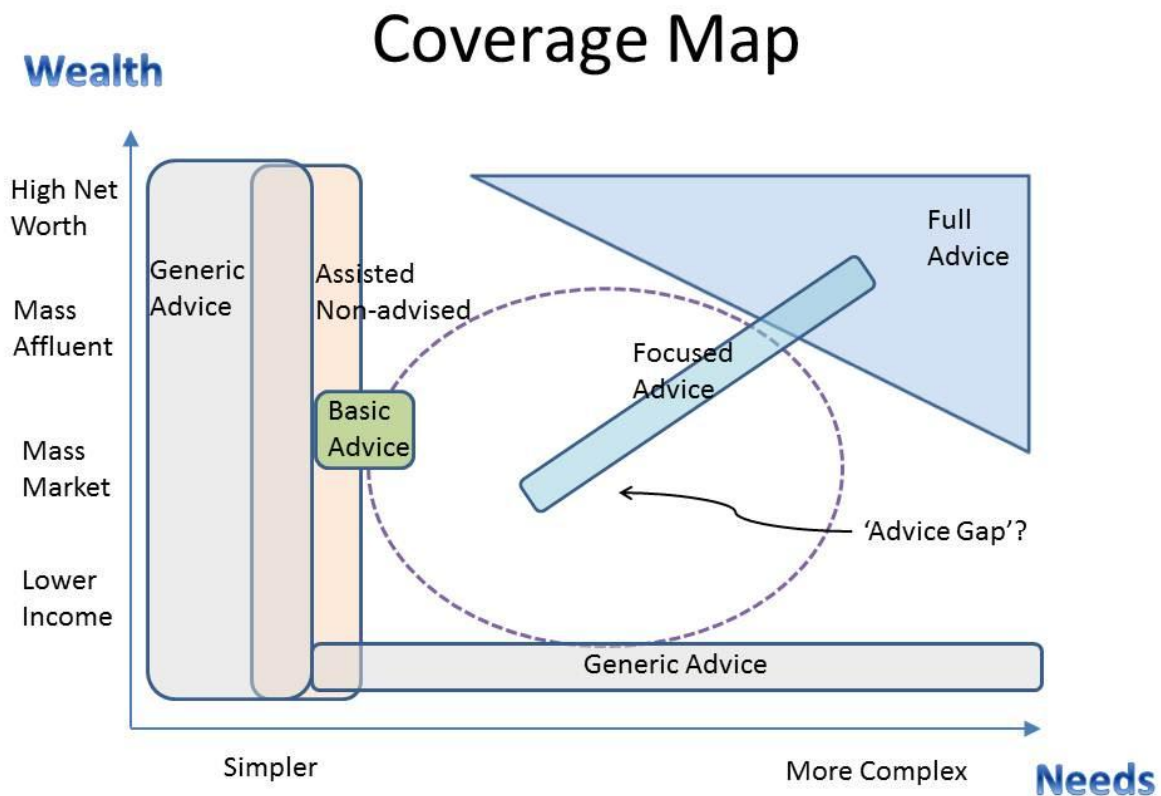 Coverage Map
Wealth
High Net
Worth
Mass
Affluent
Mass
Market
Lower
Income
Generic
Advice
Assisted
Non-advised
Basic
Advice
Focused
Advice
Full
Advice
‘Advice Gap’?
Generic Advice
Simpler
More Complex
Needs